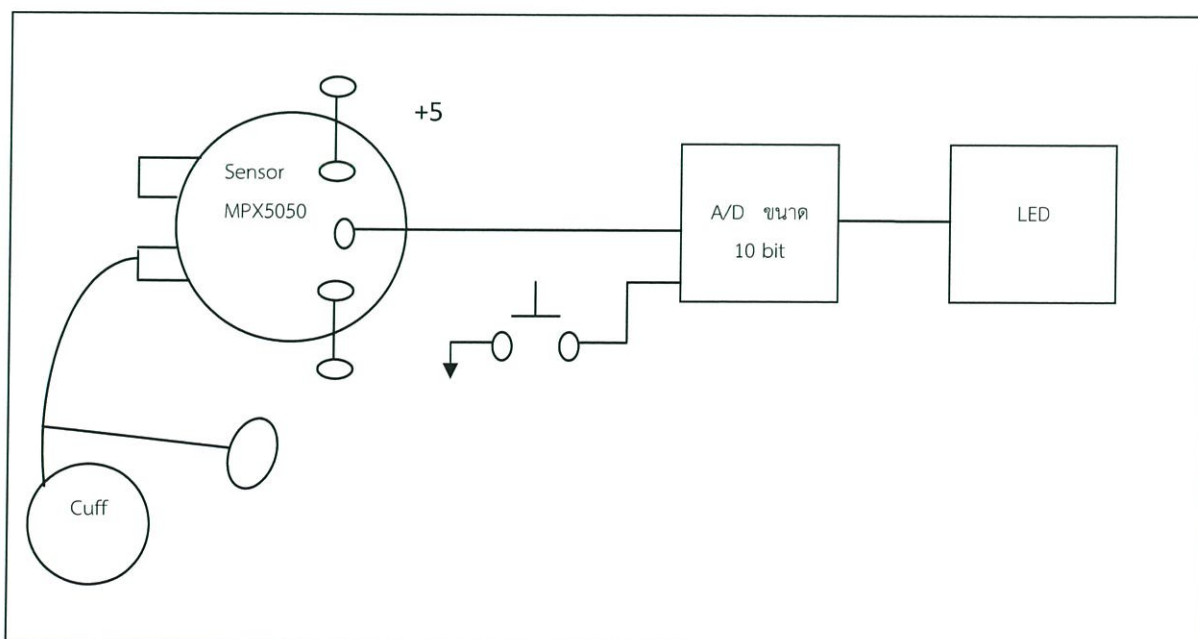 +5
Sensor
MPX5050
A/D ขนาด
10 bit
LED
Cuff